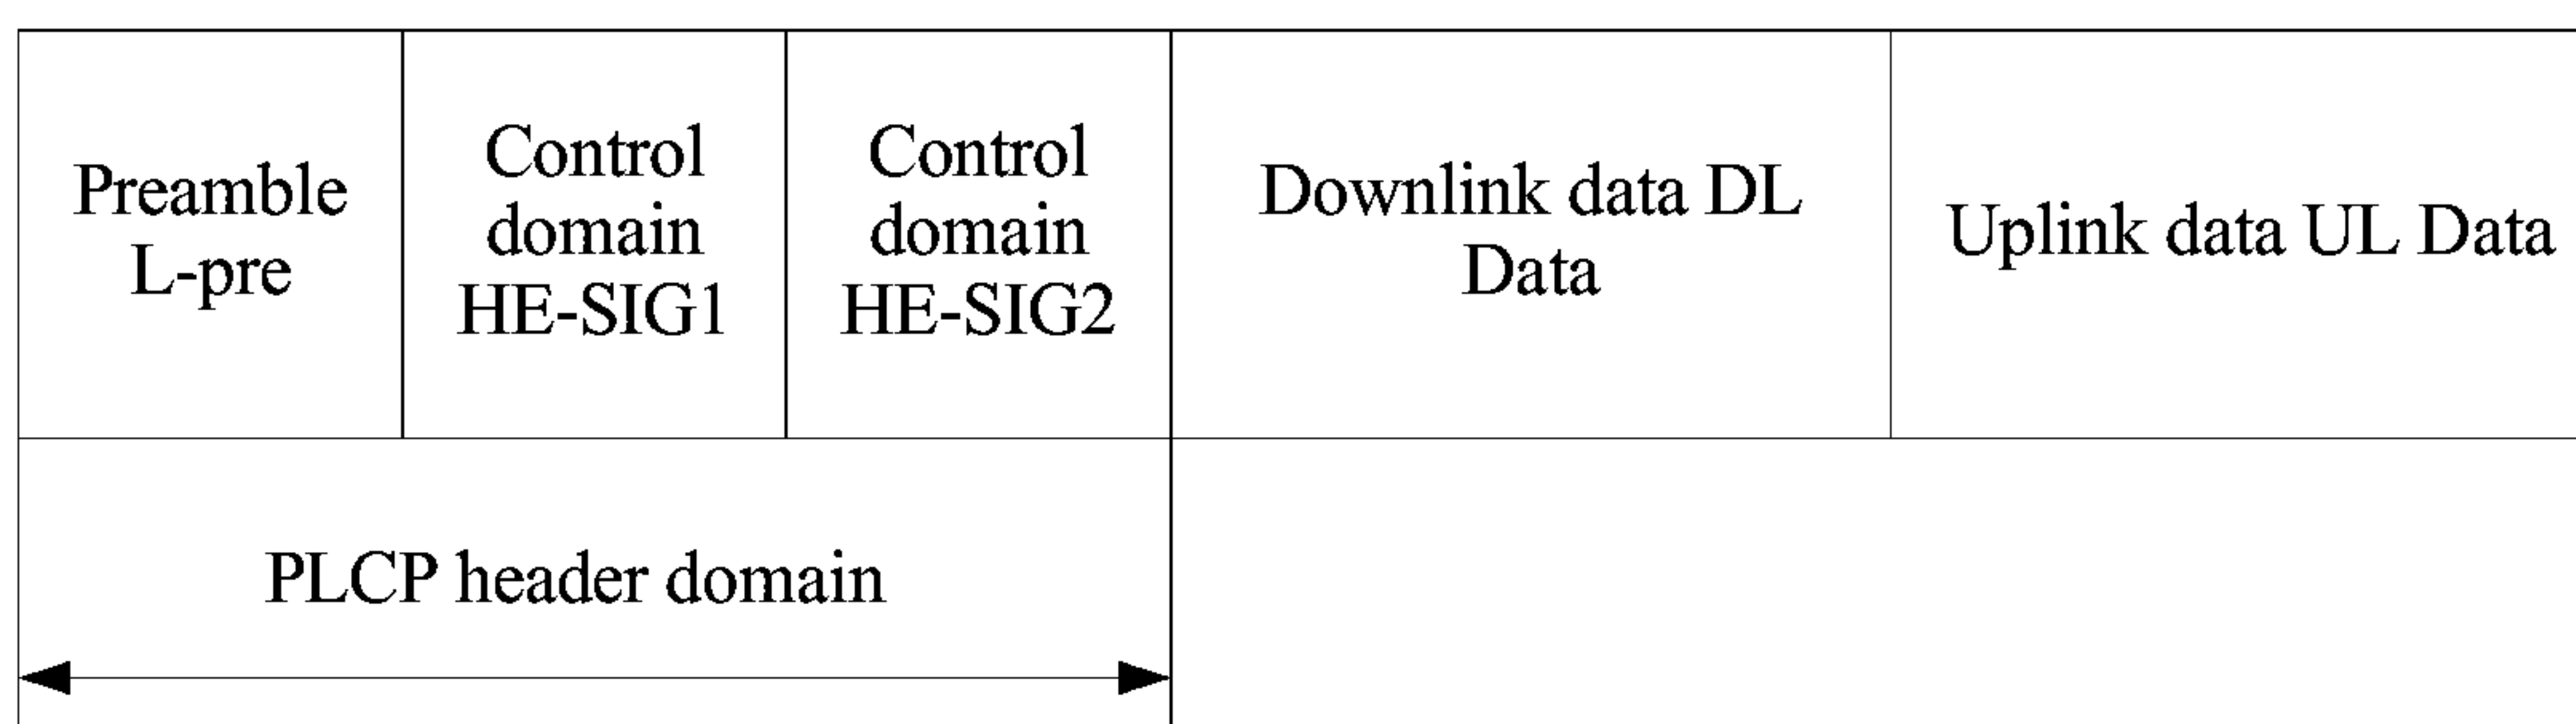 Preamble
L-pre
Control
domain
HE-SIG1
Control
domain
HE-SIG2
Downlink data DL
Data
Uplink data UL Data
PLCP header domain